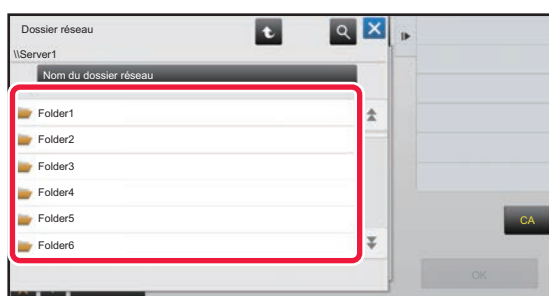 Dossier réseau
\\Server1
Nom du dossier réseau
Folder1
Folder2
Folder3
Folder4
Folder5
Folder6
CA
OK